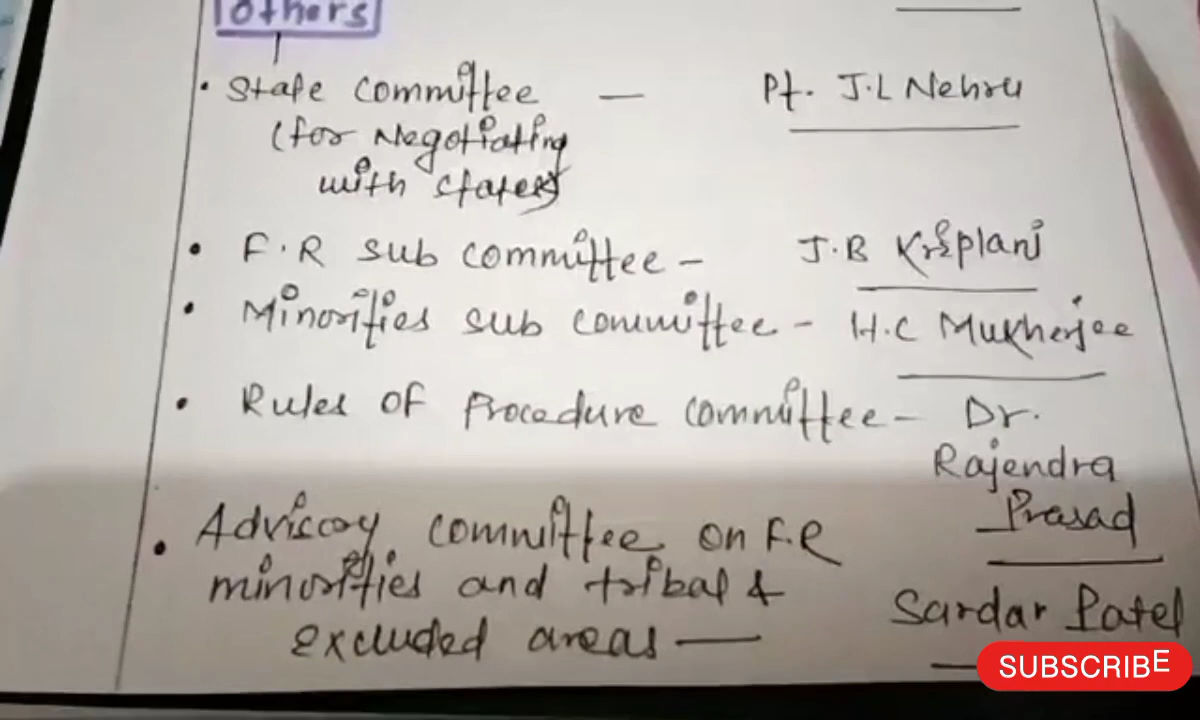 others
• State committee — Pt. J.L Nehru
(for Negotiating
with states)
• F.R sub committee - J.B Kriplani
• Minorities sub committee - H.C Mukherjee
• Rules of Procedure committee - Dr.
Rajendra
Prasad
• Advisory committee on F.R
minorities and tribal &
excluded areas — Sardar Patel
SUBSCRIBE